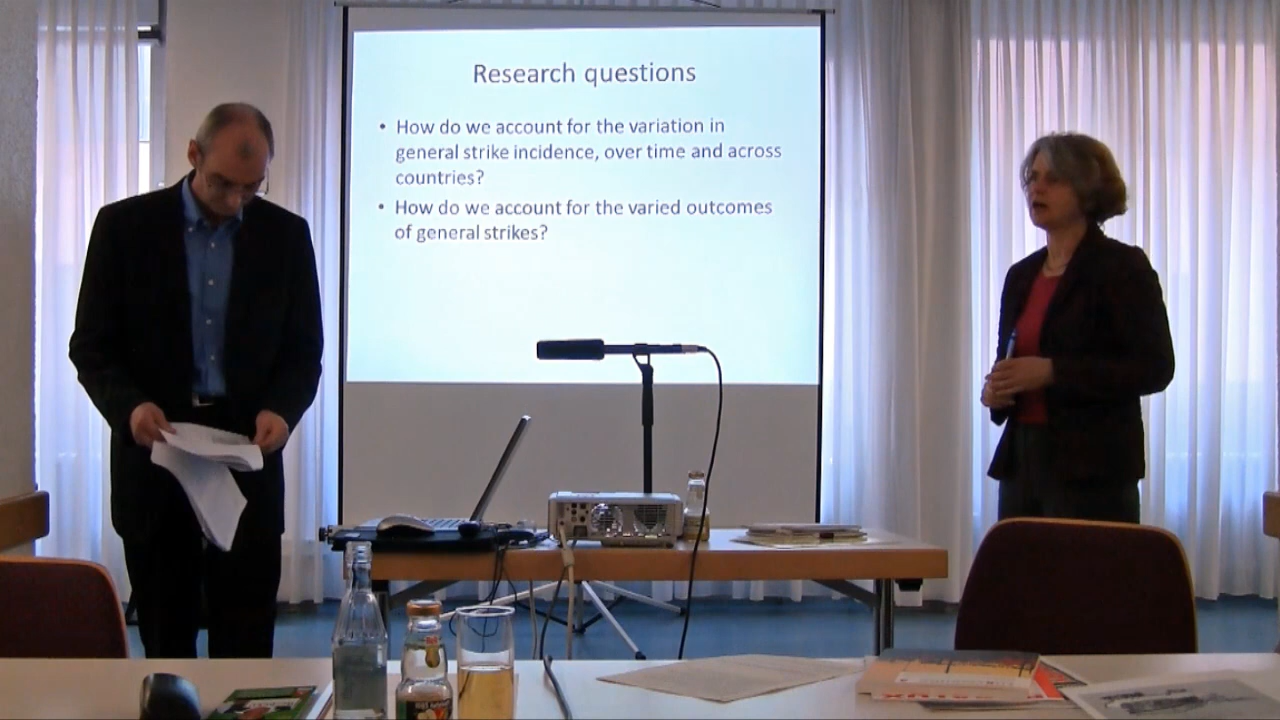 Research questions
• How do we account for the variation in
general strike incidence, over time and across
countries?
• How do we account for the varied outcomes
of general strikes?